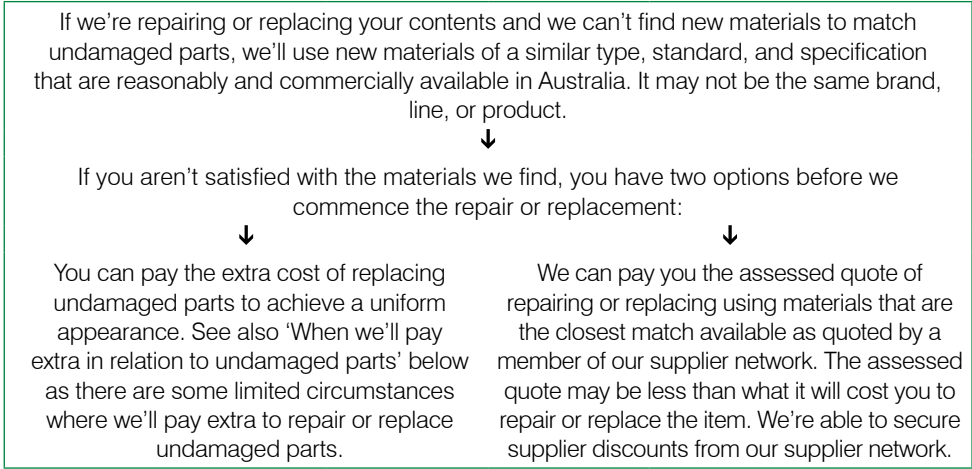 If we’re repairing or replacing your contents and we can’t find new materials to match
undamaged parts, we’ll use new materials of a similar type, standard, and specification
that are reasonably and commercially available in Australia. It may not be the same brand,
line, or product.
If you aren’t satisfied with the materials we find, you have two options before we
commence the repair or replacement:
You can pay the extra cost of replacing
undamaged parts to achieve a uniform
appearance. See also ‘When we’ll pay
extra in relation to undamaged parts’ below
as there are some limited circumstances
where we’ll pay extra to repair or replace
undamaged parts.
We can pay you the assessed quote of
repairing or replacing using materials that are
the closest match available as quoted by a
member of our supplier network. The assessed
quote may be less than what it will cost you to
repair or replace the item. We’re able to secure
supplier discounts from our supplier network.